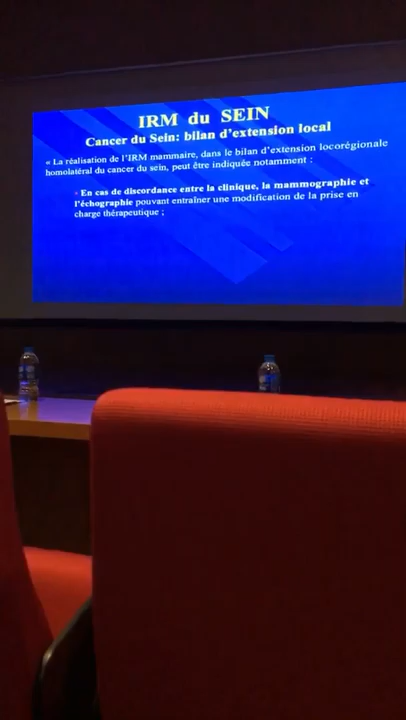 IRM du SEIN
Cancer du Sein: bilan d'extension local
« La réalisation de l'IRM mammaire, dans le bilan d'extension locorégionale
homolatéral du cancer du sein, peut être indiquée notamment :
- En cas de discordance entre la clinique, la mammographie et
l'échographie pouvant entraîner une modification de la prise en
charge thérapeutique ;